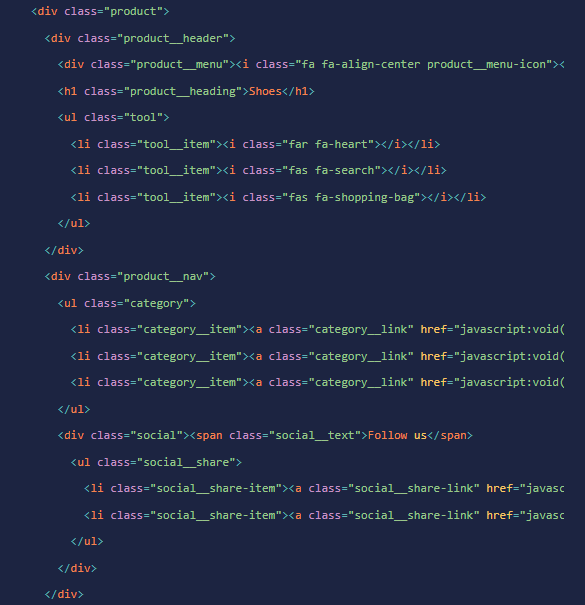 <div class="product">
<div class="product__header">
<div class="product__menu"><i class="fa fa-align-center product__menu-icon"><
<h1 class="product__heading">Shoes</h1>
<ul class="tool">
<li class="tool__item"><i class="far fa-heart"></i></li>
<li class="tool__item"><i class="fas fa-search"></i></li>
<li class="tool__item"><i class="fas fa-shopping-bag"></i></li>
</ul>
</div>
<div class="product__nav">
<ul class="category">
<li class="category__item"><a class="category__link" href="javascript:void(
<li class="category__item"><a class="category__link" href="javascript:void(
<li class="category__item"><a class="category__link" href="javascript:void(
</ul>
<div class="social"><span class="social__text">Follow us</span>
<ul class="social__share">
<li class="social__share-item"><a class="social__share-link" href="javasc
<li class="social__share-item"><a class="social__share-link" href="javasc
</ul>
</div>
</div>